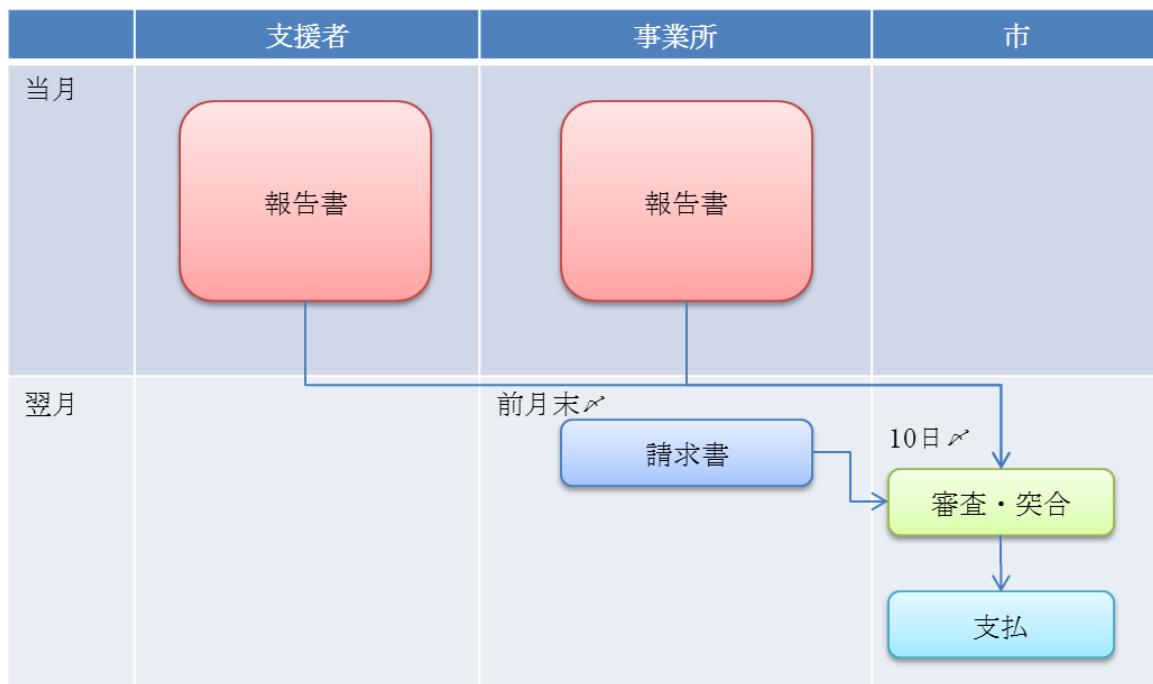 支援者
事業所
市
当月
報告書
報告書
翌月
前月末〆
請求書
10日〆
審査・突合
支払